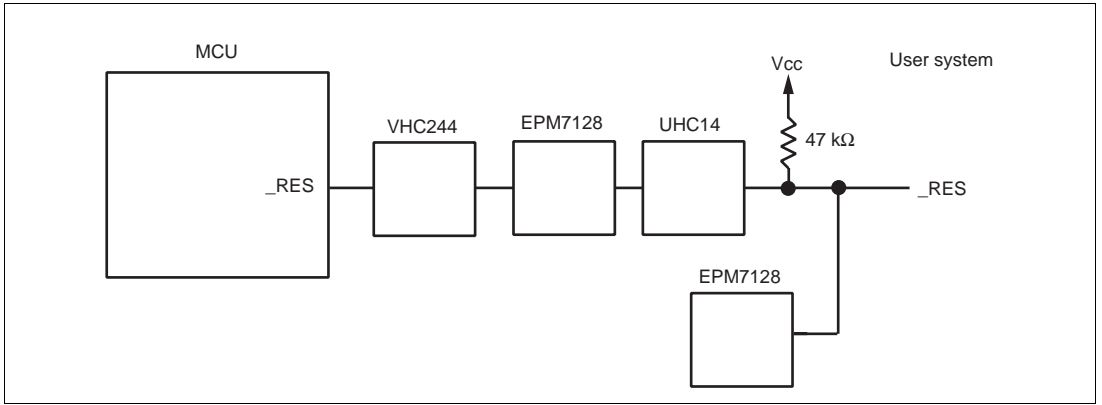 MCU
Vcc
User system
VHC244
EPM7128
UHC14
47 kΩ
_RES
_RES
EPM7128